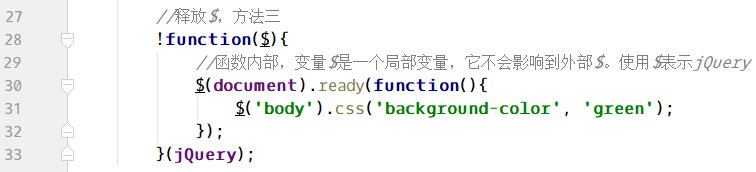 27 //释放$，方法三
28 !function($){
29 //函数内部，变量$是一个局部变量，它不会影响到外部$。使用$表示jQuery
30 $(document).ready(function(){
31 $('body').css('background-color', 'green');
32 });
33 }(jQuery);